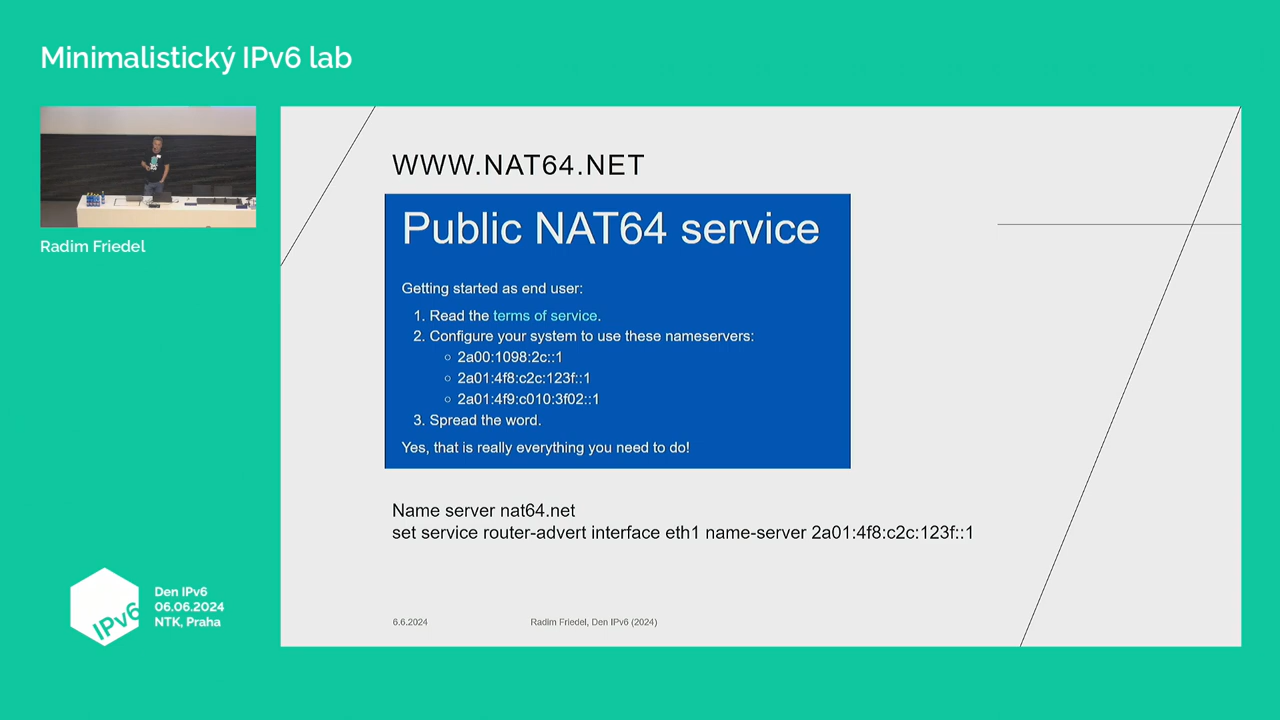 Minimalistický IPv6 lab
Radim Friedel
WWW.NAT64.NET
Public NAT64 service
Getting started as end user:
1. Read the terms of service.
2. Configure your system to use these nameservers:
○ 2a00:1098:2c::1
○ 2a01:4f8:c2c:123f::1
○ 2a01:4f9:c010:3f02::1
3. Spread the word.
Yes, that is really everything you need to do!
Name server nat64.net
set service router-advert interface eth1 name-server 2a01:4f8:c2c:123f::1
6.6.2024 Radim Friedel, Den IPv6 (2024)
IPv6
Den IPv6
06.06.2024
NTK, Praha